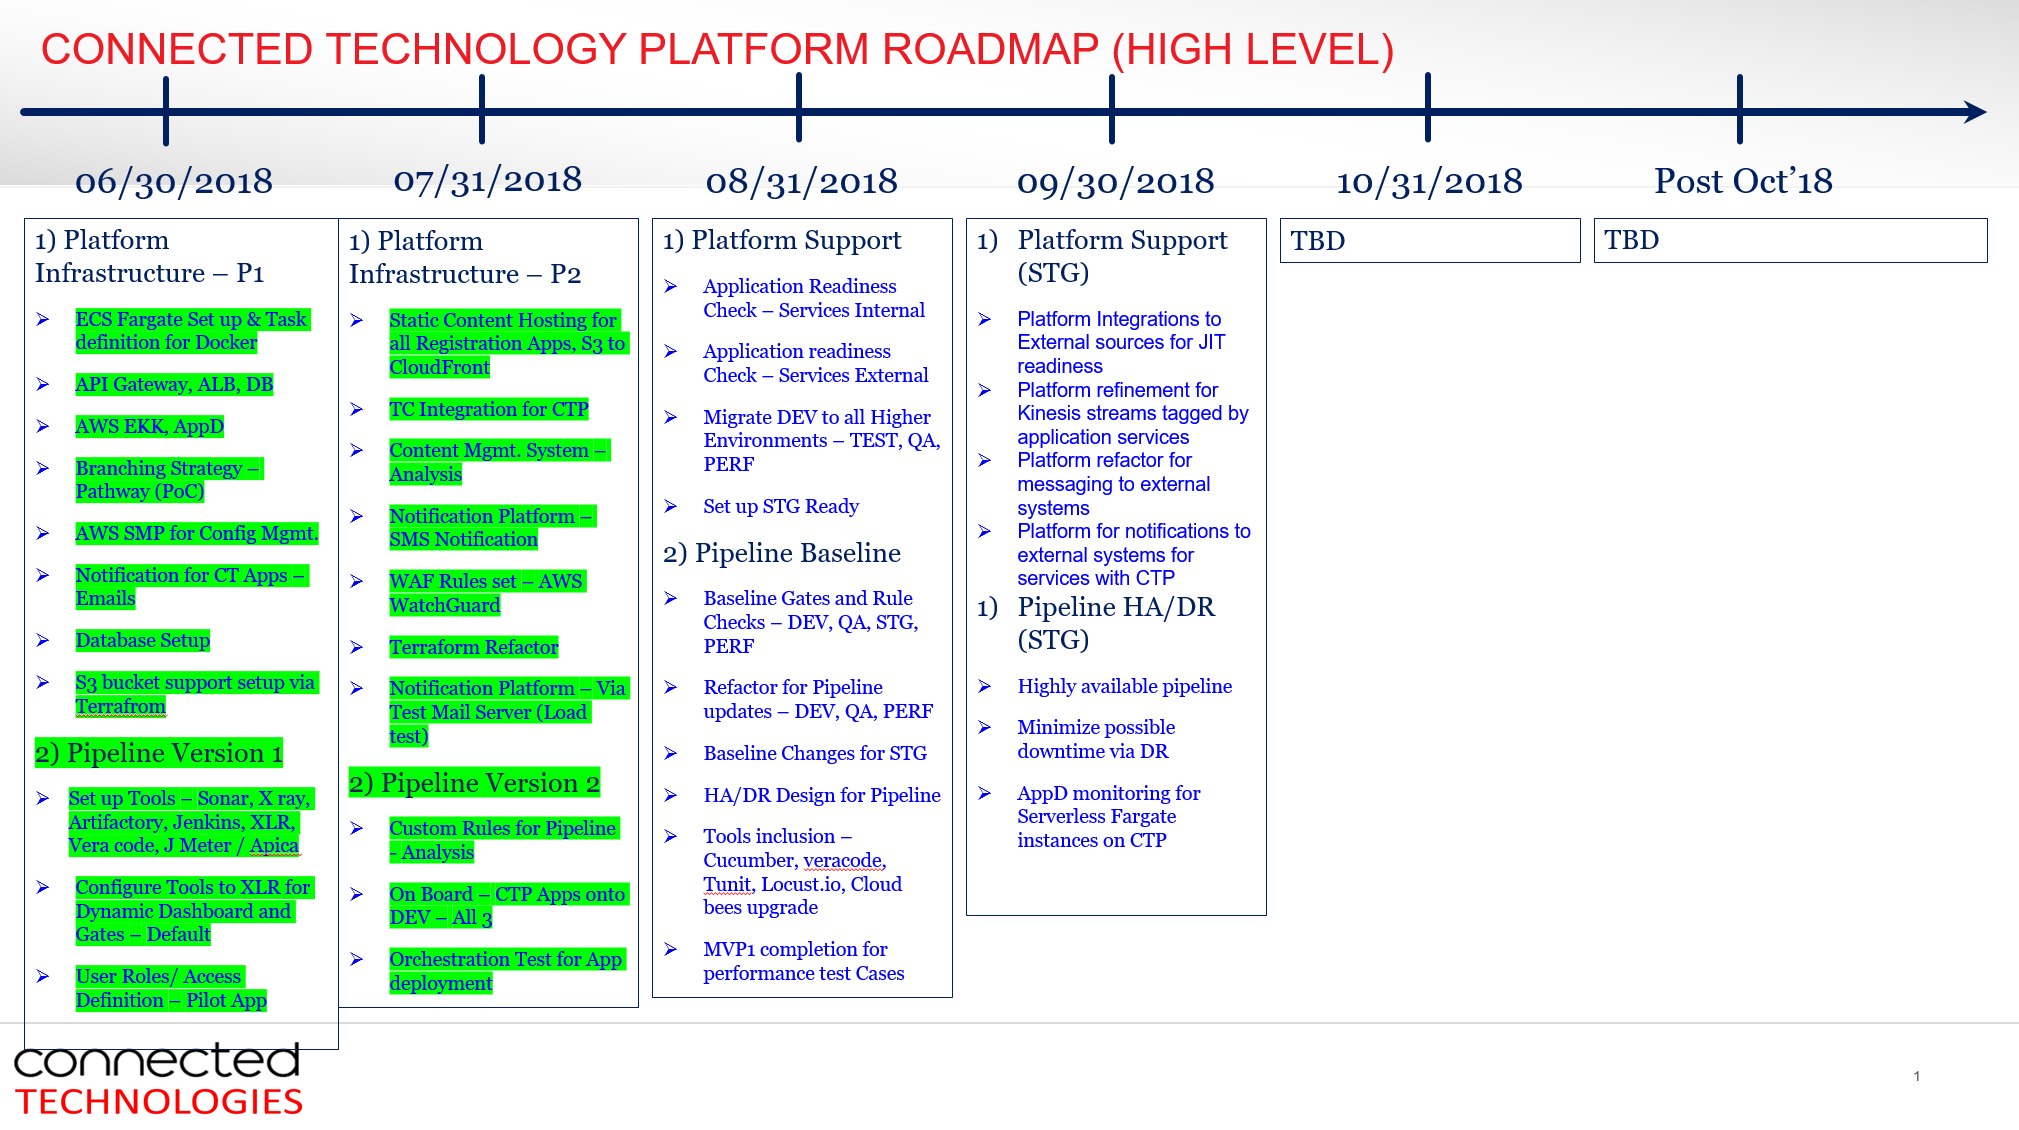 CONNECTED TECHNOLOGY PLATFORM ROADMAP (HIGH LEVEL)
06/30/2018
07/31/2018
08/31/2018
09/30/2018
10/31/2018
Post Oct’18
1) Platform
Infrastructure – P1
➢ ECS Fargate Set up & Task
definition for Docker
➢ API Gateway, ALB, DB
➢ AWS EKK, AppD
➢ Branching Strategy –
Pathway (PoC)
➢ AWS SMP for Config Mgmt.
➢ Notification for CT Apps –
Emails
➢ Database Setup
➢ S3 bucket support setup via
Terrafrom
2) Pipeline Version 1
➢ Set up Tools – Sonar, X ray,
Artifactory, Jenkins, XLR,
Vera code, J Meter / Apica
➢ Configure Tools to XLR for
Dynamic Dashboard and
Gates – Default
➢ User Roles/ Access
Definition – Pilot App
1) Platform
Infrastructure – P2
➢ Static Content Hosting for
all Registration Apps, S3 to
CloudFront
➢ TC Integration for CTP
➢ Content Mgmt. System –
Analysis
➢ Notification Platform –
SMS Notification
➢ WAF Rules set – AWS
WatchGuard
➢ Terraform Refactor
➢ Notification Platform – Via
Test Mail Server (Load
test)
2) Pipeline Version 2
➢ Custom Rules for Pipeline
- Analysis
➢ On Board – CTP Apps onto
DEV – All 3
➢ Orchestration Test for App
deployment
1) Platform Support
➢ Application Readiness
Check – Services Internal
➢ Application readiness
Check – Services External
➢ Migrate DEV to all Higher
Environments – TEST, QA,
PERF
➢ Set up STG Ready
2) Pipeline Baseline
➢ Baseline Gates and Rule
Checks – DEV, QA, STG,
PERF
➢ Refactor for Pipeline
updates – DEV, QA, PERF
➢ Baseline Changes for STG
➢ HA/DR Design for Pipeline
➢ Tools inclusion –
Cucumber, veracode,
Tunit, Locust.io, Cloud
bees upgrade
➢ MVP1 completion for
performance test Cases
1) Platform Support
(STG)
➢ Platform Integrations to
External sources for JIT
readiness
➢ Platform refinement for
Kinesis streams tagged by
application services
➢ Platform refactor for
messaging to external
systems
➢ Platform for notifications to
external systems for
services with CTP
1) Pipeline HA/DR
(STG)
➢ Highly available pipeline
➢ Minimize possible
downtime via DR
➢ AppD monitoring for
Serverless Fargate
instances on CTP
TBD
TBD
connected
TECHNOLOGIES
1